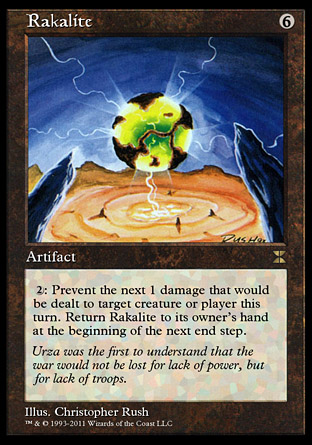 Rakalite 6
Rush 92
Artifact
2: Prevent the next 1 damage that would
be dealt to target creature or player this
turn. Return Rakalite to its owner's hand
at the beginning of the next end step.
Urza was the first to understand that the
war would not be lost for lack of power, but
for lack of troops.
Illus. Christopher Rush
™ & © 1993-2011 Wizards of the Coast LLC